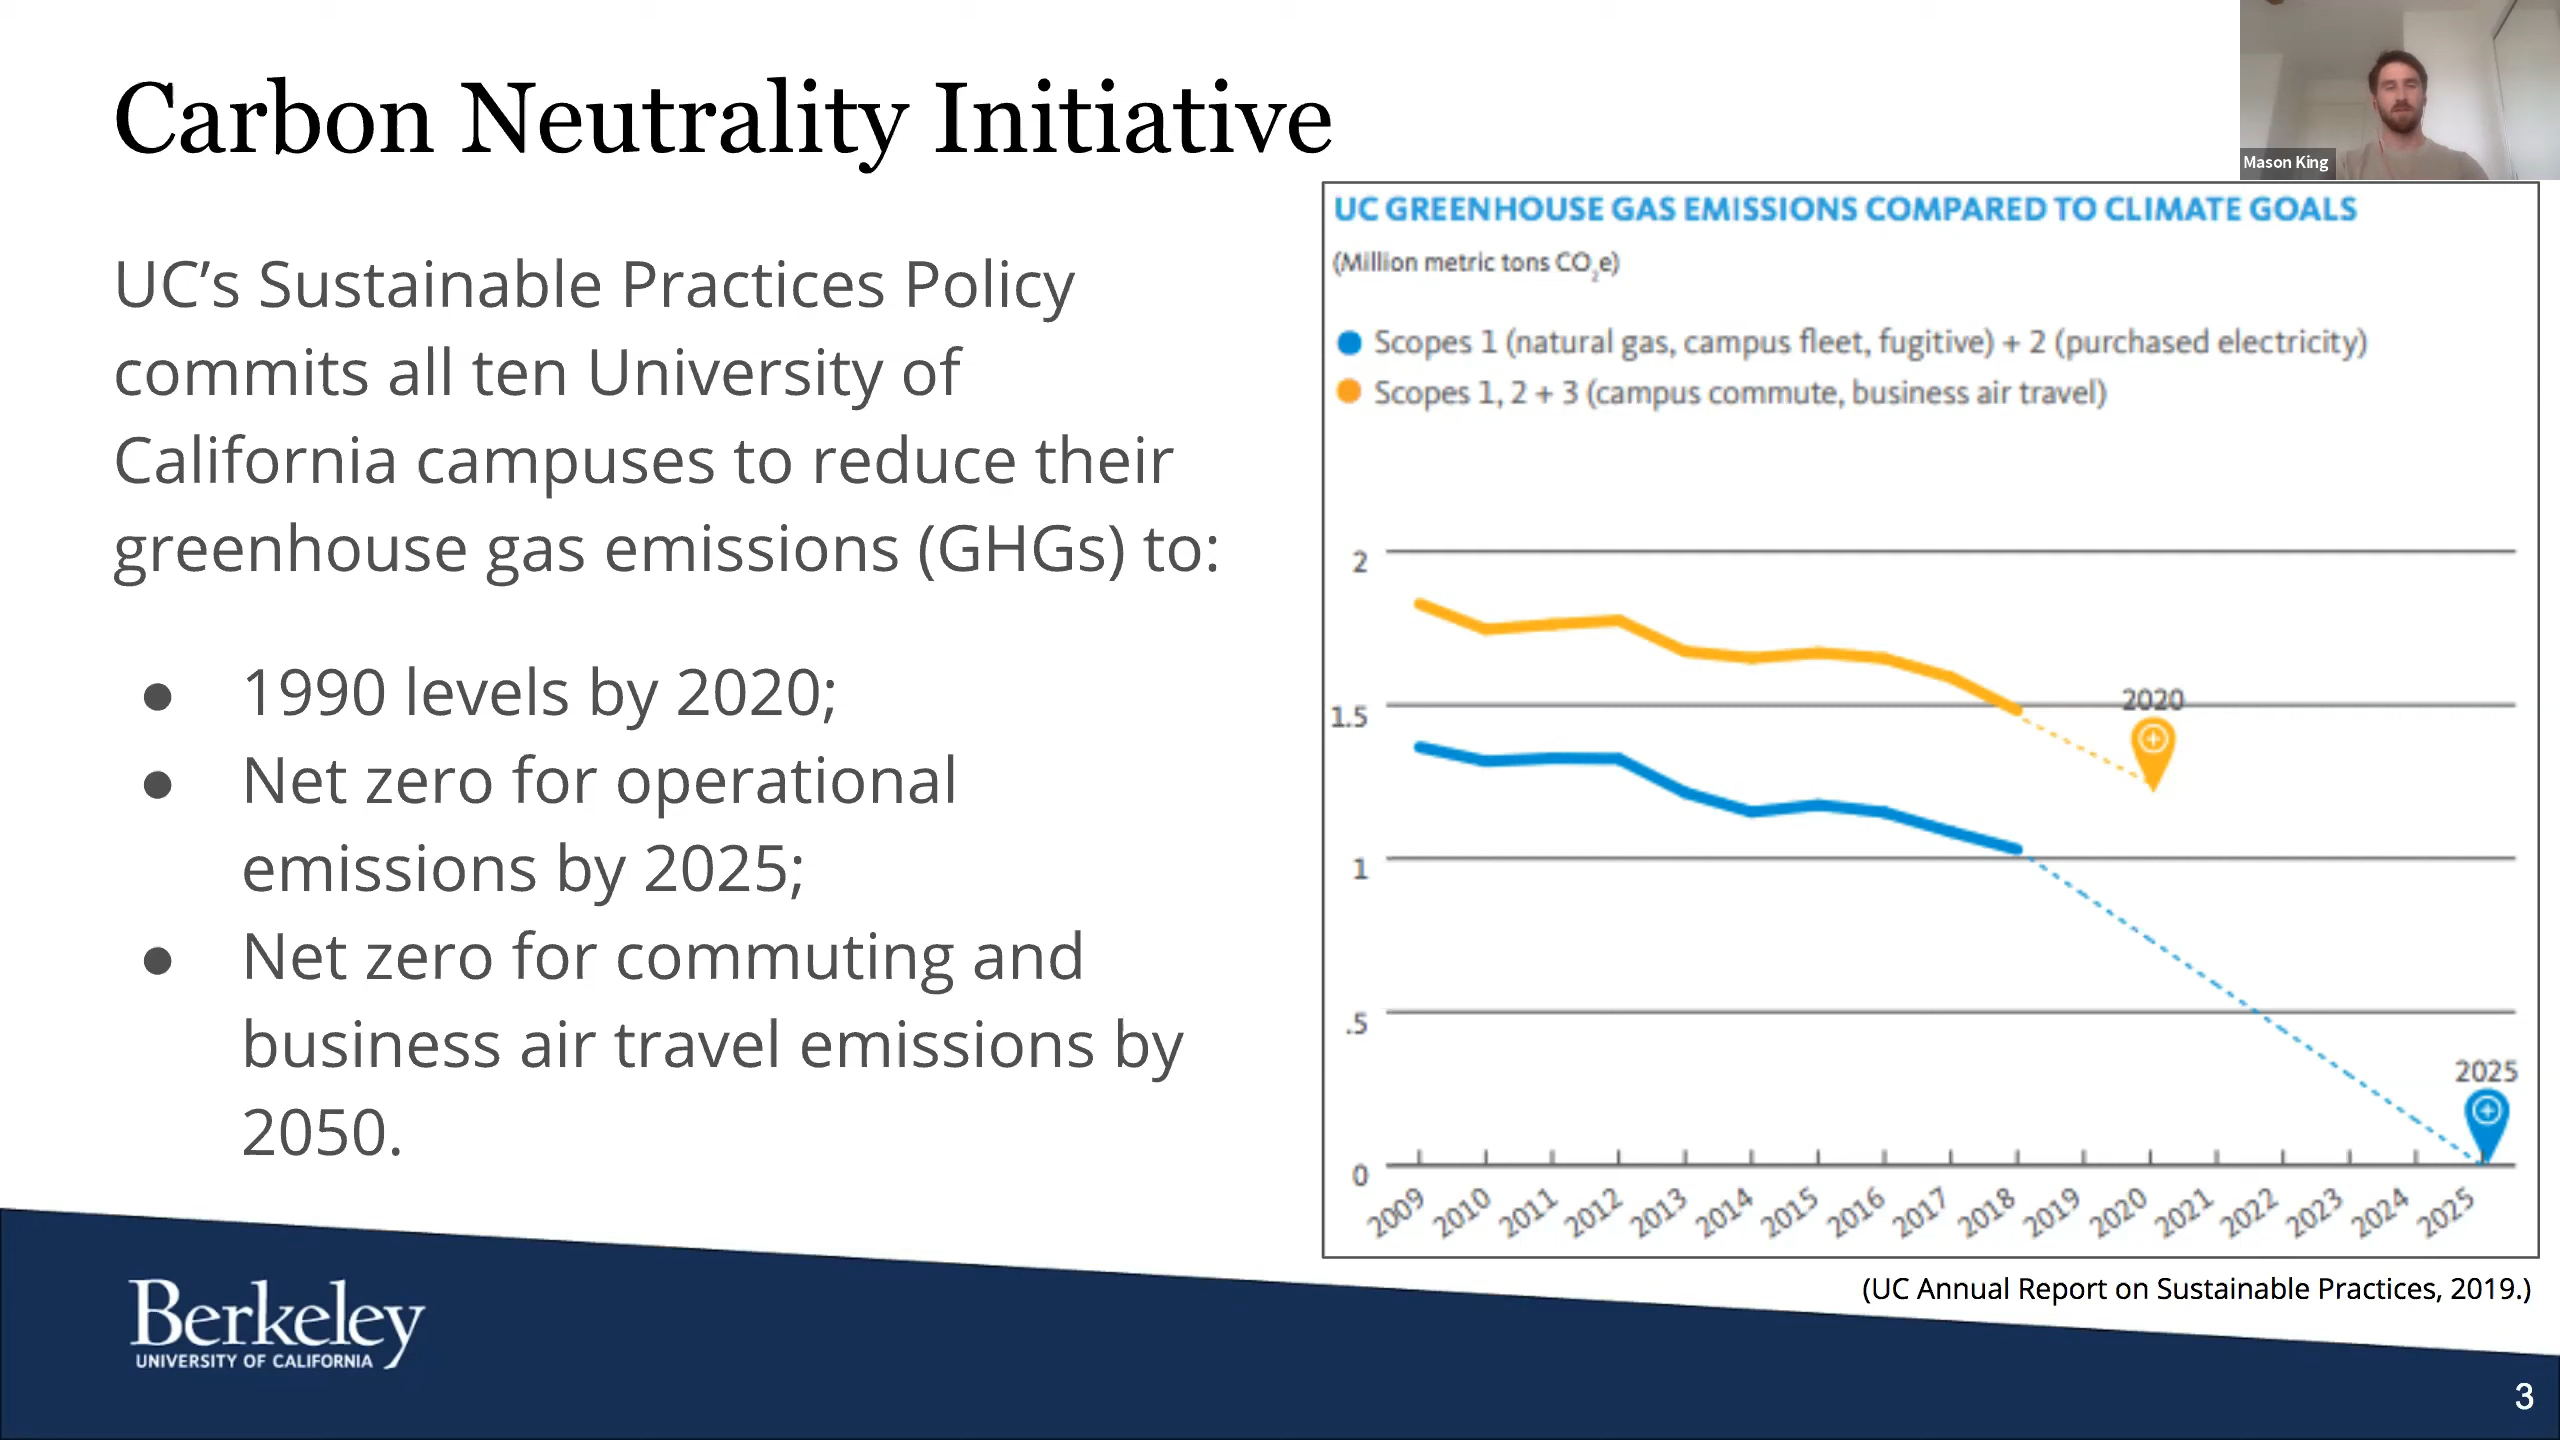 Carbon Neutrality Initiative
Mason King
UC’s Sustainable Practices Policy
commits all ten University of
California campuses to reduce their
greenhouse gas emissions (GHGs) to:
● 1990 levels by 2020;
● Net zero for operational
emissions by 2025;
● Net zero for commuting and
business air travel emissions by
2050.
UC GREENHOUSE GAS EMISSIONS COMPARED TO CLIMATE GOALS
(Million metric tons CO₂e)
Scopes 1 (natural gas, campus fleet, fugitive) + 2 (purchased electricity)
Scopes 1, 2 + 3 (campus commute, business air travel)
2
1.5
2020
1
.5
2025
0
2009 2010 2011 2012 2013 2014 2015 2016 2017 2018 2019 2020 2021 2022 2023 2024 2025
(UC Annual Report on Sustainable Practices, 2019.)
Berkeley
UNIVERSITY OF CALIFORNIA
3